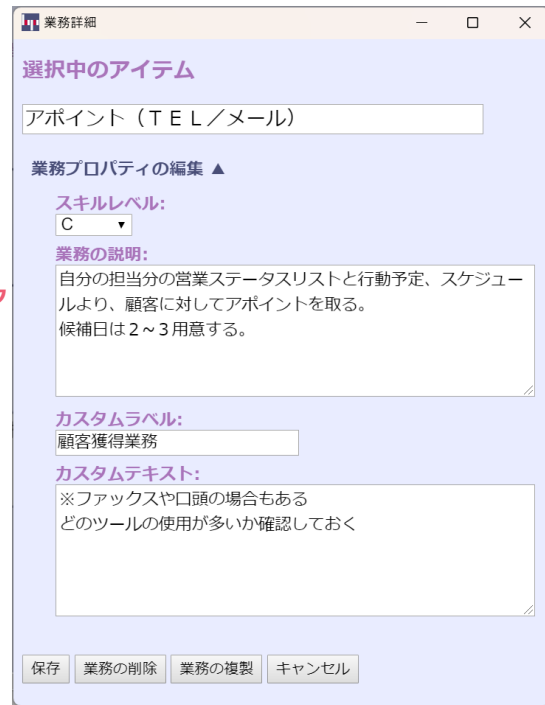 業務詳細
選択中のアイテム
アポイント（ＴＥＬ／メール）
業務プロパティの編集 ▲
スキルレベル:
C ▼
業務の説明:
自分の担当分の営業ステータスリストと行動予定、スケジュー
ルより、顧客に対してアポイントを取る。
候補日は２～３用意する。
カスタムラベル:
顧客獲得業務
カスタムテキスト:
※ファックスや口頭の場合もある
どのツールの使用が多いか確認しておく
保存 業務の削除 業務の複製 キャンセル